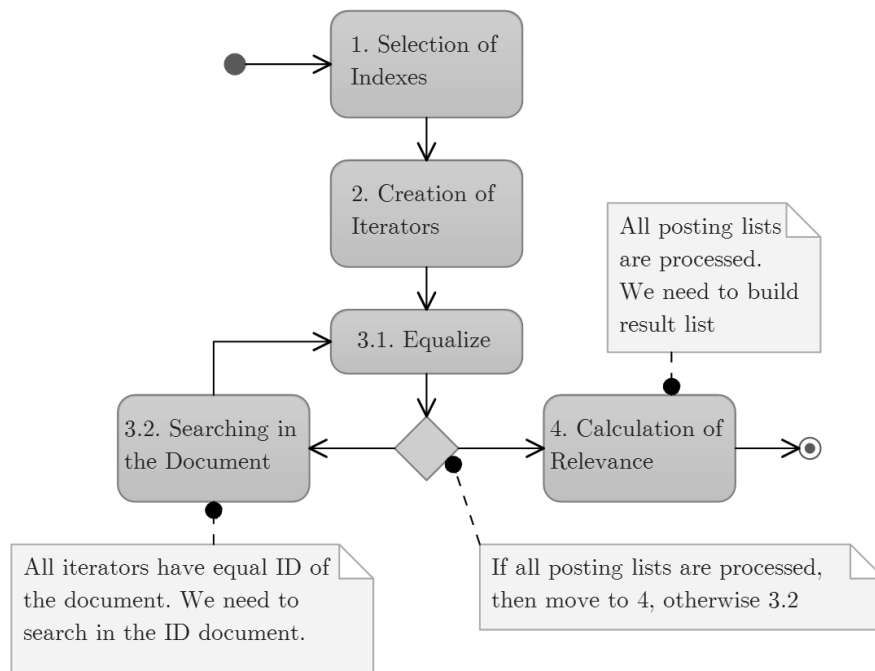 1. Selection of
Indexes
2. Creation of
Iterators
All posting lists
are processed.
We need to build
result list
3.1. Equalize
3.2. Searching in
the Document
4. Calculation of
Relevance
All iterators have equal ID of
the document. We need to
search in the ID document.
If all posting lists are processed,
then move to 4, otherwise 3.2